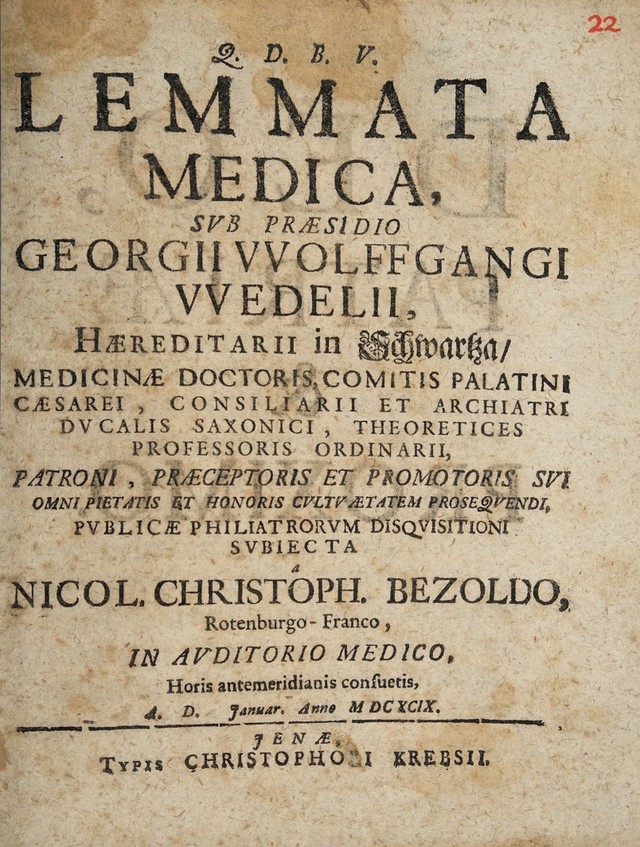 22
Q. D. B. V.
LEMMATA
MEDICA,
SVB PRÆSIDIO
GEORGII VVOLFFGANGI
VVEDELII,
HÆREDITARII in Schwartza/
MEDICINÆ DOCTORIS, COMITIS PALATINI
CÆSAREI, CONSILIARII ET ARCHIATRI
DVCALIS SAXONICI, THEORETICES
PROFESSORIS ORDINARII,
PATRONI, PRÆCEPTORIS ET PROMOTORIS SVI
OMNI PIETATIS ET HONORIS CVLTV ÆTATEM PROSEQVENDI,
PVBLICÆ PHILIATRORVM DISQVISITIONI
SVBIECTA
á
NICOL. CHRISTOPH. BEZOLDO,
Rotenburgo-Franco,
IN AVDITORIO MEDICO,
Horis antemeridianis conſuetis,
A. D. Januar. Anno MDCXCIX.
JENÆ,
TYPIS CHRISTOPHORI KREBSII.